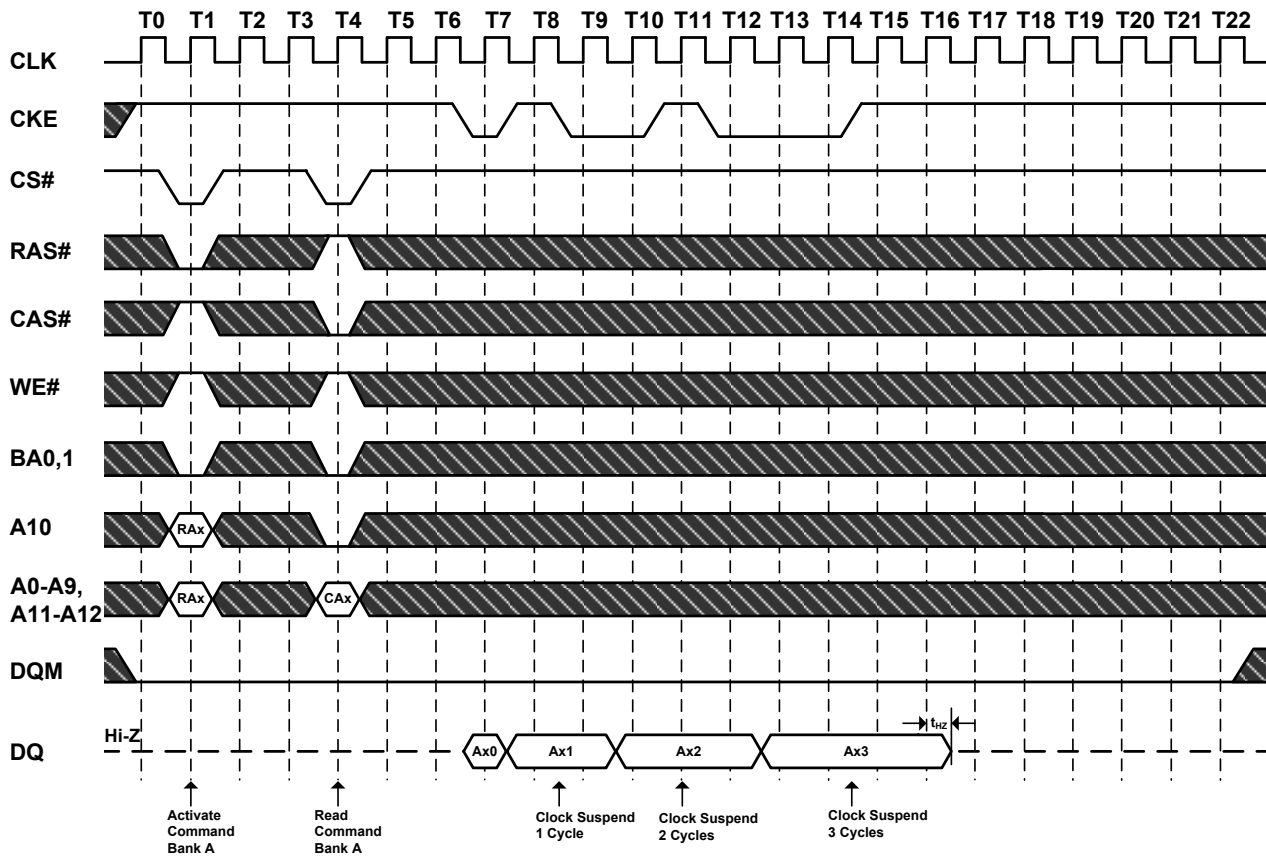 T0 T1 T2 T3 T4 T5 T6 T7 T8 T9 T10 T11 T12 T13 T14 T15 T16 T17 T18 T19 T20 T21 T22
CLK
CKE
CS#
RAS#
CAS#
WE#
BA0,1
A10 RAx
A0-A9,
A11-A12 RAx CAx
DQM
DQ Hi-Z Ax0 Ax1 Ax2 Ax3 tHZ
Activate
Command
Bank A
Read
Command
Bank A
Clock Suspend
1 Cycle
Clock Suspend
2 Cycles
Clock Suspend
3 Cycles